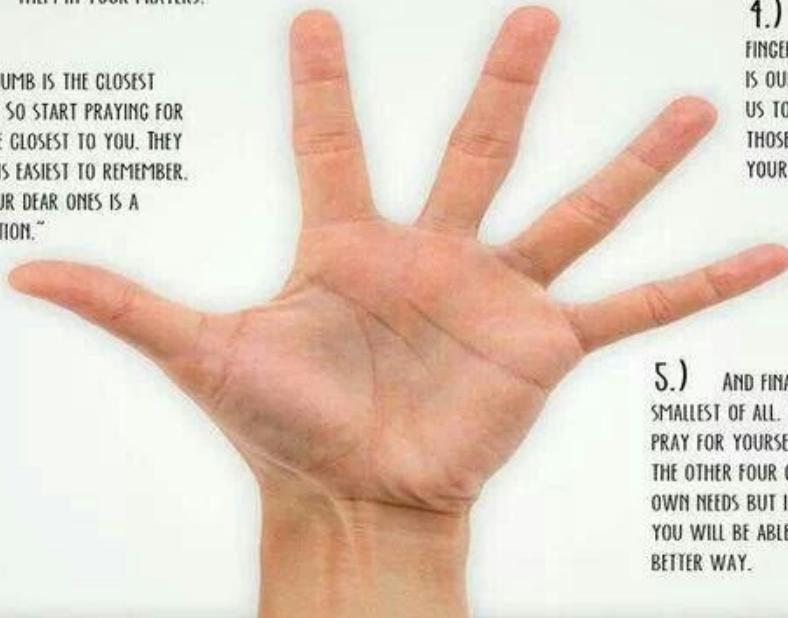 THEM IN YOUR PRAYERS.
UMB IS THE CLOSEST
SO START PRAYING FOR
E CLOSEST TO YOU. THEY
S EASIEST TO REMEMBER.
UR DEAR ONES IS A
TION."
4.)
FINGE
IS OU
US TO
THOSE
YOUR
5.) AND FINA
SMALLEST OF ALL.
PRAY FOR YOURSE
THE OTHER FOUR
OWN NEEDS BUT I
YOU WILL BE ABLE
BETTER WAY.